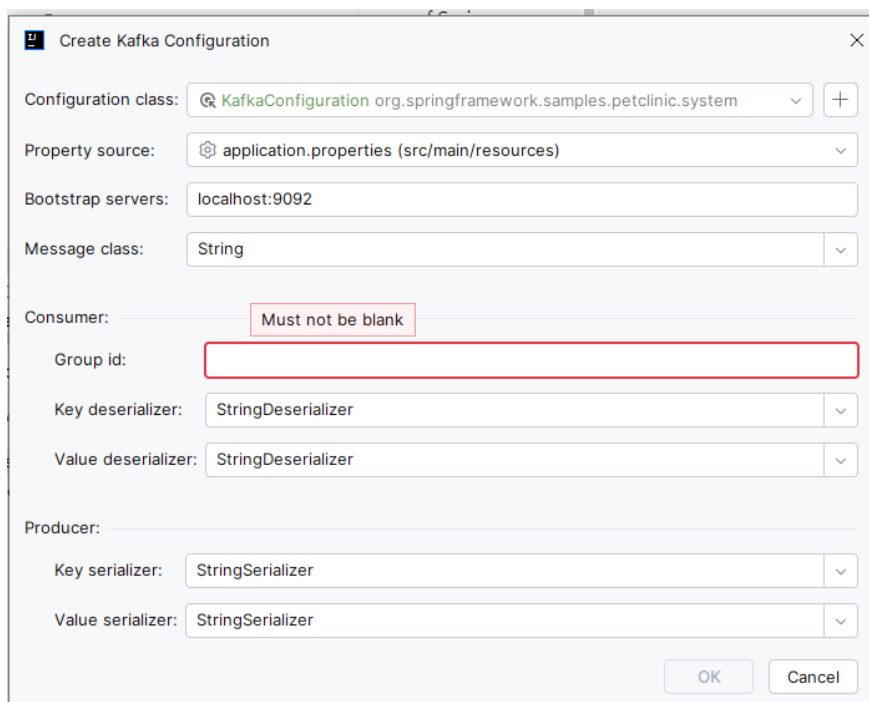 Create Kafka Configuration
Configuration class: KafkaConfiguration org.springframework.samples.petclinic.system
Property source: application.properties (src/main/resources)
Bootstrap servers: localhost:9092
Message class: String
Consumer:
Must not be blank
Group id:
Key deserializer: StringDeserializer
Value deserializer: StringDeserializer
Producer:
Key serializer: StringSerializer
Value serializer: StringSerializer
OK Cancel